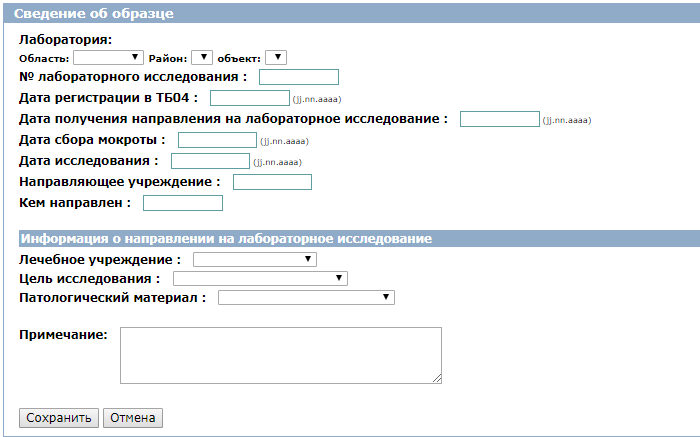 Сведение об образце
Лаборатория:
Область: Район: объект:
№ лабораторного исследования :
Дата регистрации в ТБ04 : (jj.nn.aaaa)
Дата получения направления на лабораторное исследование : (jj.nn.aaaa)
Дата сбора мокроты : (jj.nn.aaaa)
Дата исследования : (jj.nn.aaaa)
Направляющее учреждение :
Кем направлен :
Информация о направлении на лабораторное исследование
Лечебное учреждение :
Цель исследования :
Патологический материал :
Примечание:
Сохранить Отмена